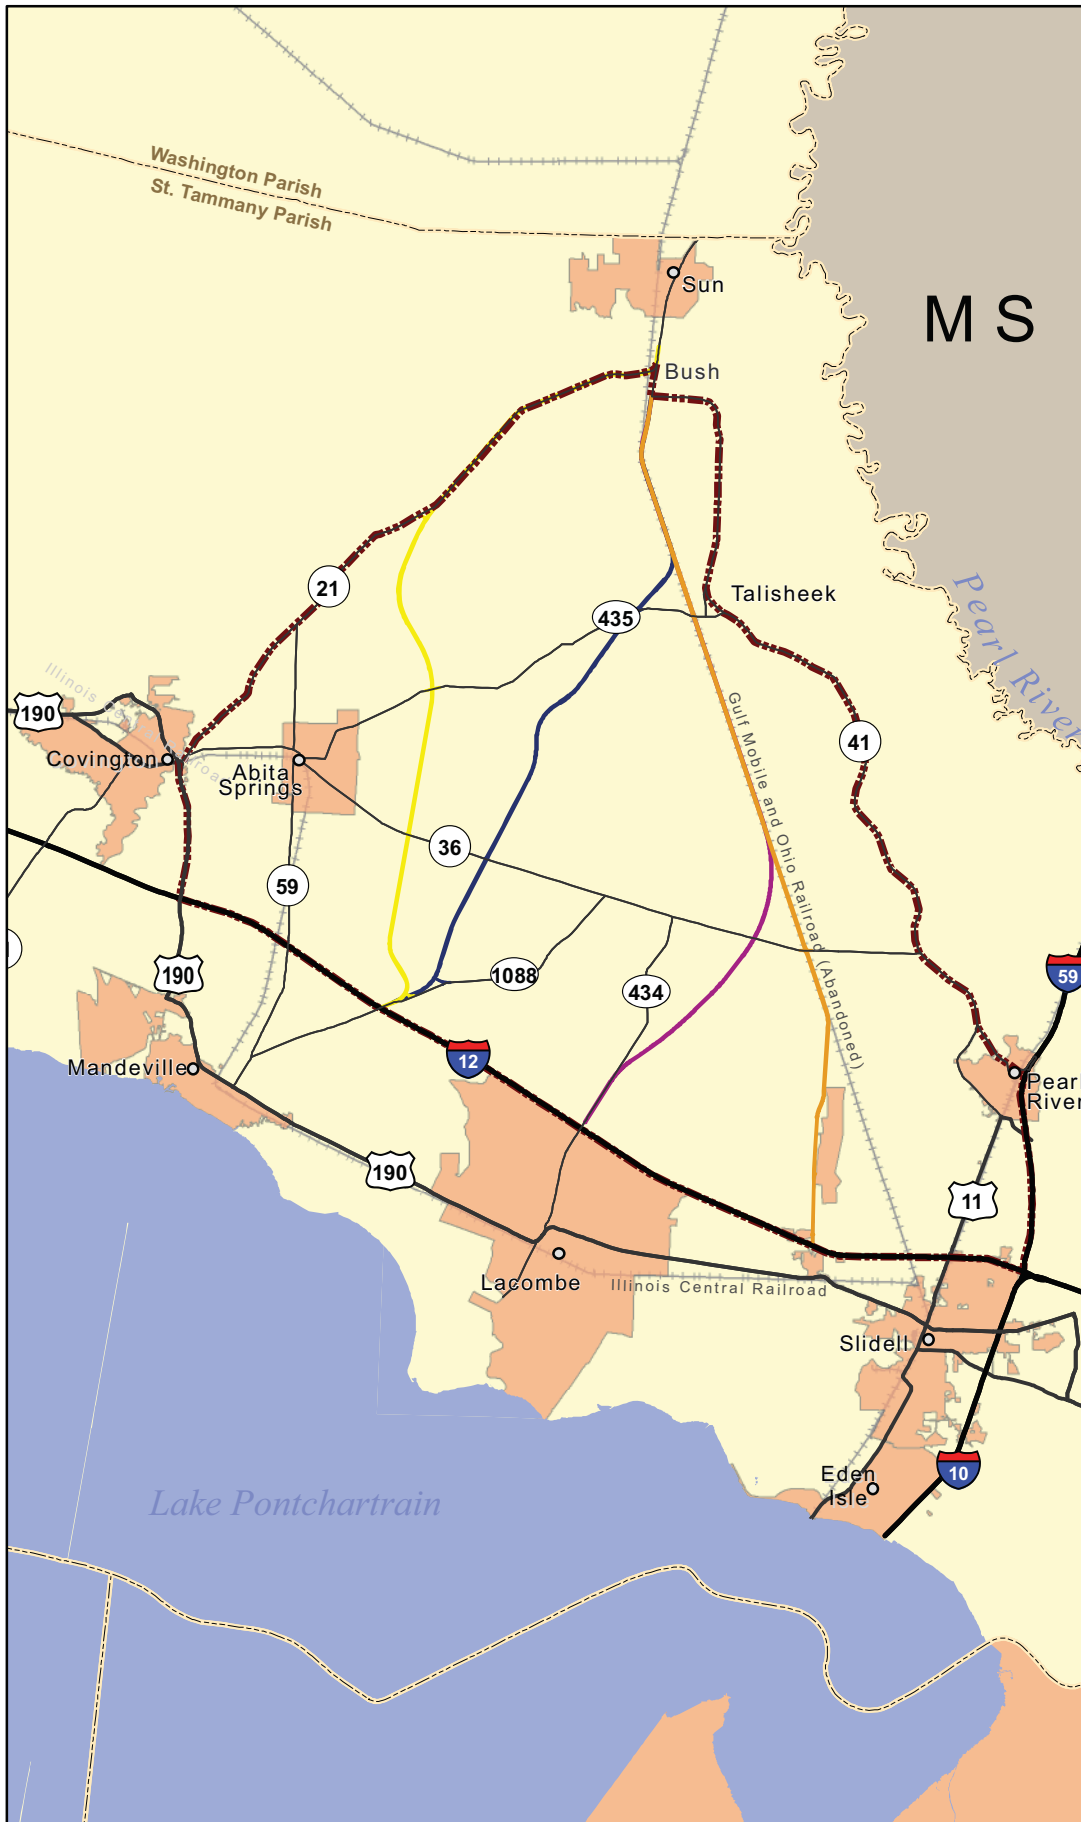 Washington Parish
St. Tammany Parish
Sun
M S
Bush
21
435
Talisheek
Pearl River
190
Illinois
Railroad
Covington
Abita
Springs
41
Gulf Mobile and Ohio Railroad (Abandoned)
36
59
190
1088
434
59
12
Mandeville
Pearl
River
190
11
Lacombe
Illinois Central Railroad
Slidell
Eden
Isle
10
Lake Pontchartrain